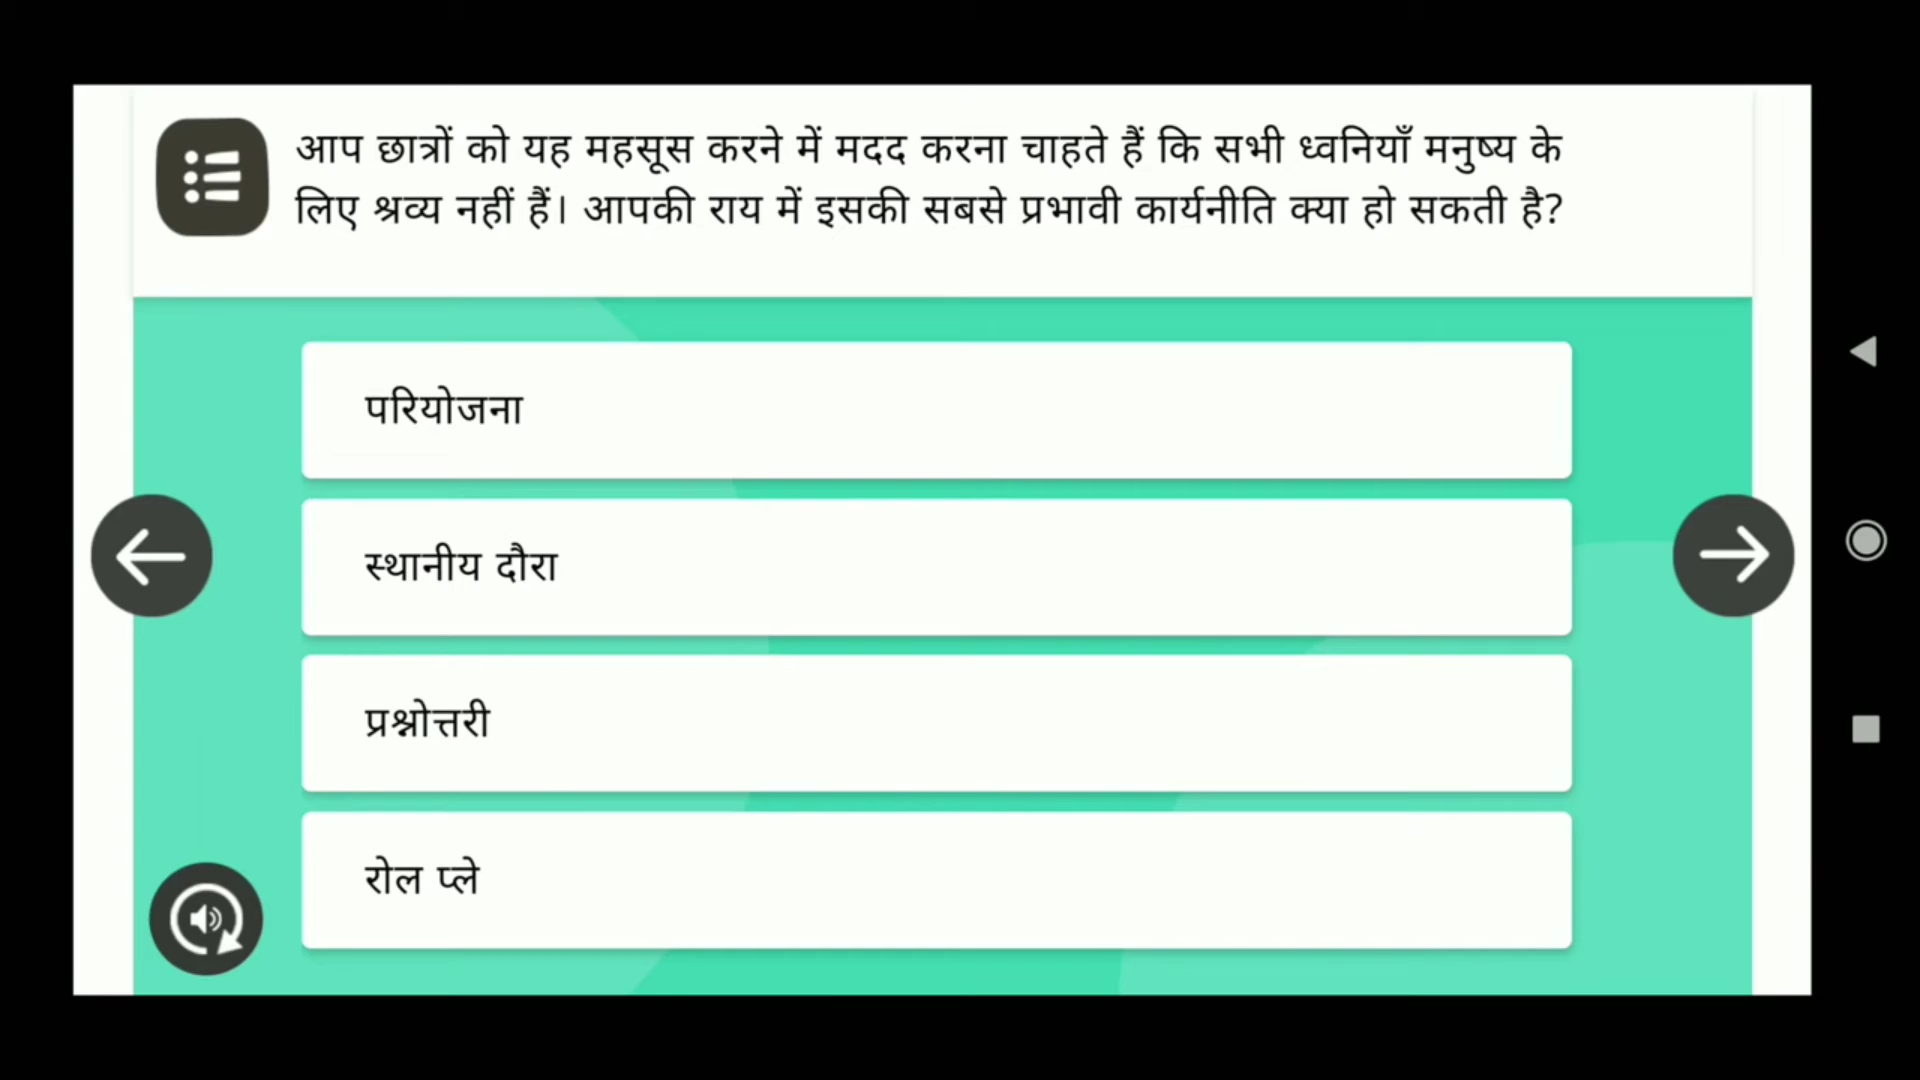 आप छात्रों को यह महसूस करने में मदद करना चाहते हैं कि सभी ध्वनियाँ मनुष्य के
लिए श्रव्य नहीं हैं। आपकी राय में इसकी सबसे प्रभावी कार्यनीति क्या हो सकती है?
परियोजना
स्थानीय दौरा
प्रश्नोत्तरी
रोल प्ले